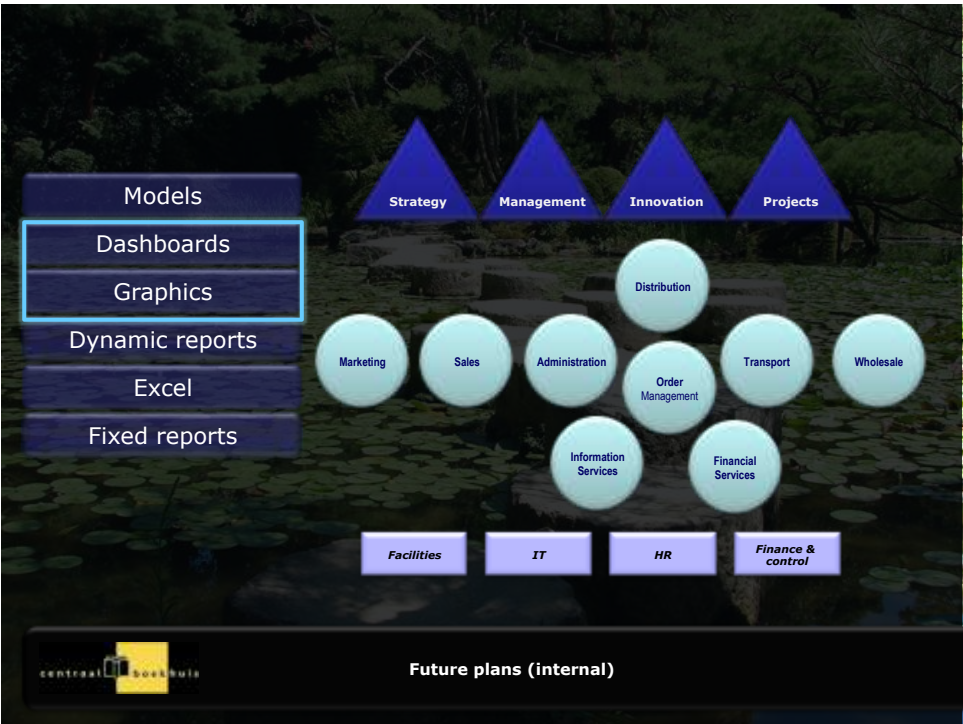 Models
Dashboards
Graphics
Dynamic reports
Excel
Fixed reports
Strategy
Management
Innovation
Projects
Distribution
Marketing
Sales
Administration
Order
Management
Transport
Wholesale
Information
Services
Financial
Services
Facilities
IT
HR
Finance &
control
centraal boekhuis
Future plans (internal)